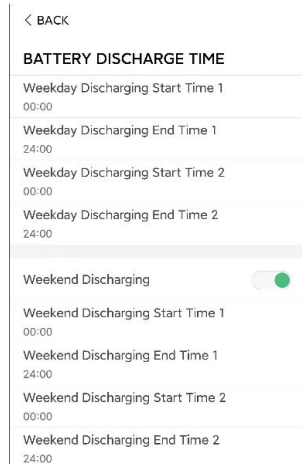 < BACK
BATTERY DISCHARGE TIME
Weekday Discharging Start Time 1
00:00
Weekday Discharging End Time 1
24:00
Weekday Discharging Start Time 2
00:00
Weekday Discharging End Time 2
24:00
Weekend Discharging
Weekend Discharging Start Time 1
00:00
Weekend Discharging End Time 1
24:00
Weekend Discharging Start Time 2
00:00
Weekend Discharging End Time 2
24:00